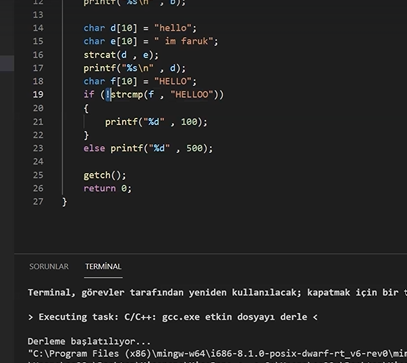 12 printf("%s\n" , b);
13
14 char d[10] = "hello";
15 char e[10] = " im faruk";
16 strcat(d , e);
17 printf("%s\n" , d);
18 char f[10] = "HELLO";
19 if (!strcmp(f , "HELLOO"))
20 {
21 printf("%d" , 100);
22 }
23 else printf("%d" , 500);
24
25 getch();
26 return 0;
27 }
SORUNLAR TERMİNAL
Terminal, görevler tarafından yeniden kullanılacak; kapatmak için bir t
> Executing task: C/C++: gcc.exe etkin dosyayı derle <
Derleme başlatılıyor...
"C:\Program Files (x86)\mingw-w64\i686-8.1.0-posix-dwarf-rt_v6-rev0\min